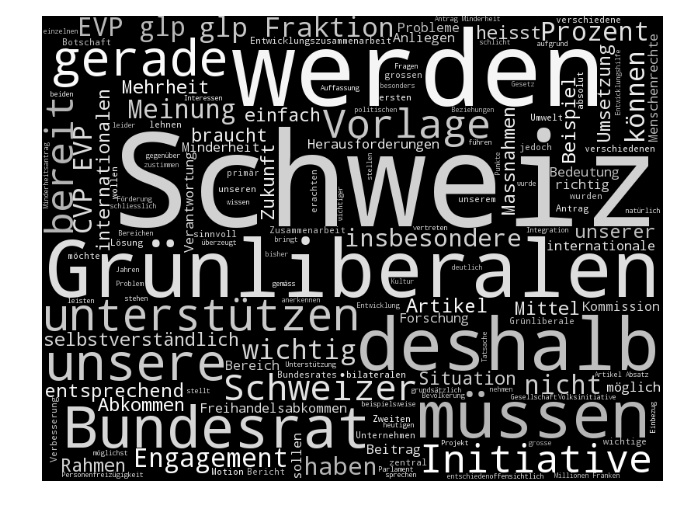 einzelnen
EVP glp
glp Fraktion
Probleme
Antrag Minderheit
verschiedene
Botschaft
Entwicklungszusammenarbeit
Anliegen
heisst
Prozent
gerade
werden
Fragen
schlicht
aufgrund
grossen
besonders
Gesetz
Beispiel
absolut
Umsetzung
Entwicklungshilfe
können
Menschenrechte
beiden
Mehrheit
Interessen
Auffassung
ersten
bereit
CVP EVP
internationalen
Meinung
einfach
politischen
Beziehungen
Umwelt
Vorlage
Massnahmen
leider
lehnen
braucht
führen
jedoch
verschiedenen
Minderheitsantrag
gegenüber
zustimmen
Minderheit
Herausforderungen
wollen
Verantwortung
primär
Zukunft
unseren
wissen
erachten
wichtiger
stellen
Punkte
wurde
unserem
Bedeutung
richtig
wurden
Antrag
natürlich
Schweiz
Förderung
schliesslich
Bereichen
Lösung
sinnvoll
überzeugt
Zusammenarbeit
bringt
vertreten
Integration
unserer
insbesondere
internationale
möchte
Grünliberalen
Jahren
Problem
bisher
gemäss
Kultur
deutlich
leisten
stehen
anerkennen
Entwicklung
Artikel
Mittel
Kommission
unterstützen
Forschung
Grünliberale
Tatsache
deshalb
selbstverständlich
wichtig
unsere
Bereich
Unterstützung
Bundesrates
bilateralen
Situation
Artikel Absatz
grundsätzlich
nehmen
Bevölkerung
nicht
möglich
entsprechend
stellt
Schweizer
Gesellschaft
Volksinitiative
Einbezug
Abkommen
Freihandelsabkommen
beispielsweise
Zweiten
heutigen
müssen
Verbesserung
Bundesrat
Unternehmen
Projekt
grosse
wichtige
möglichst
Engagement
sollen
Beitrag
zentral
Initiative
Rahmen
Motion
Bericht
haben
Parlament
sprechen
Personenfreizügigkeit
entschieden
offensichtlich
Millionen Franken